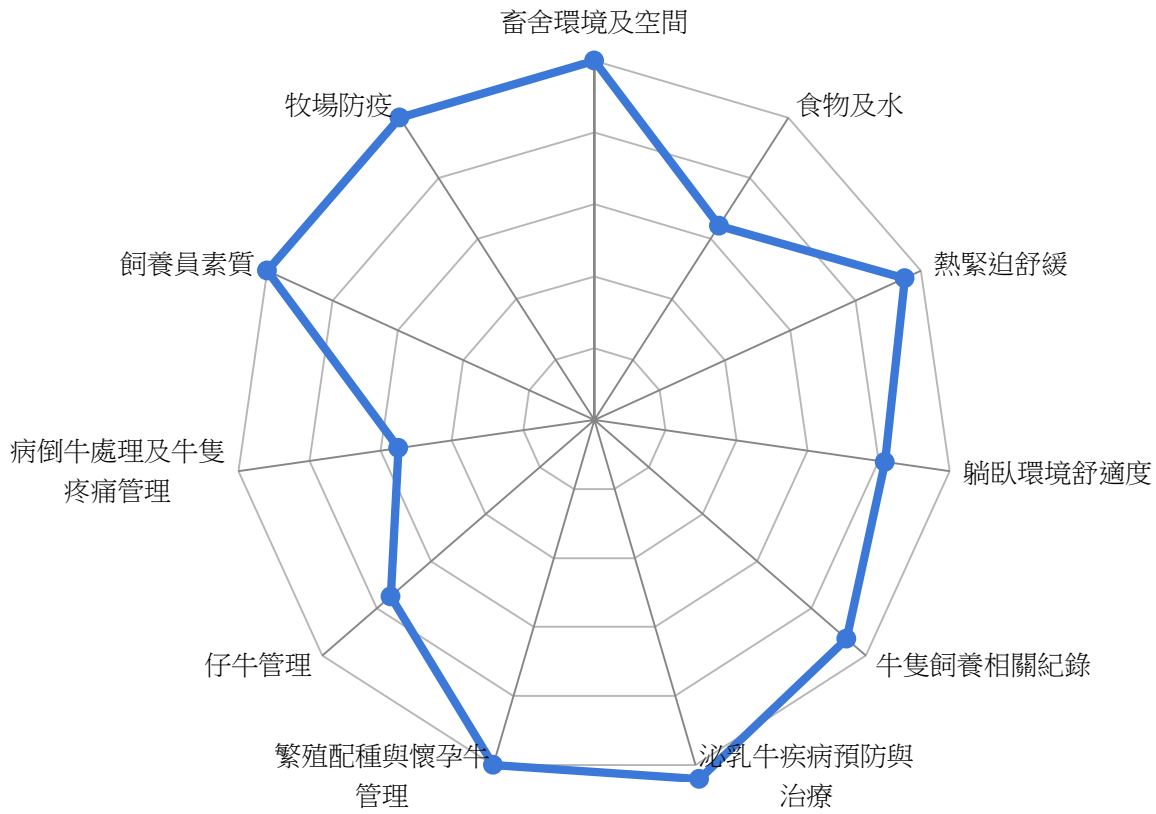 畜舍環境及空間
食物及水
熱緊迫舒緩
躺臥環境舒適度
牛隻飼養相關紀錄
泌乳牛疾病預防與
治療
繁殖配種與懷孕牛
管理
仔牛管理
病倒牛處理及牛隻
疼痛管理
飼養員素質
牧場防疫